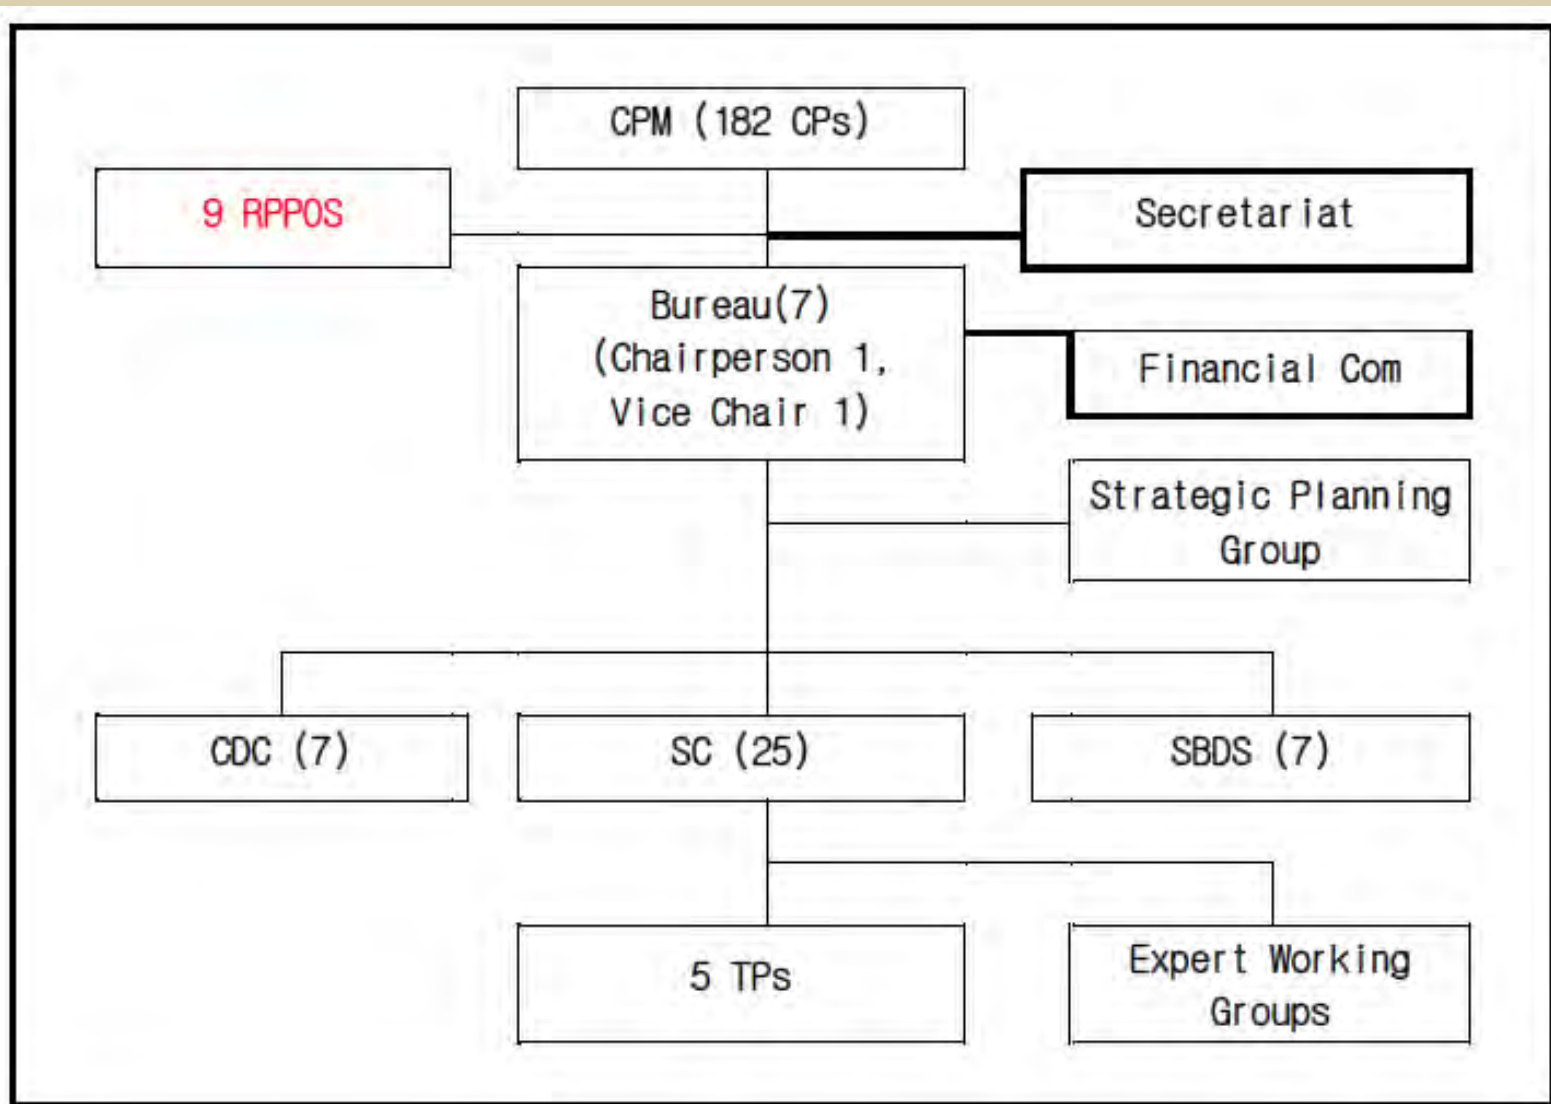 CPM (182 CPs)
9 RPPOS
Secretariat
Bureau(7)
(Chairperson 1,
Vice Chair 1)
Financial Com
Strategic Planning
Group
CDC (7)
SC (25)
SBDS (7)
5 TPs
Expert Working
Groups